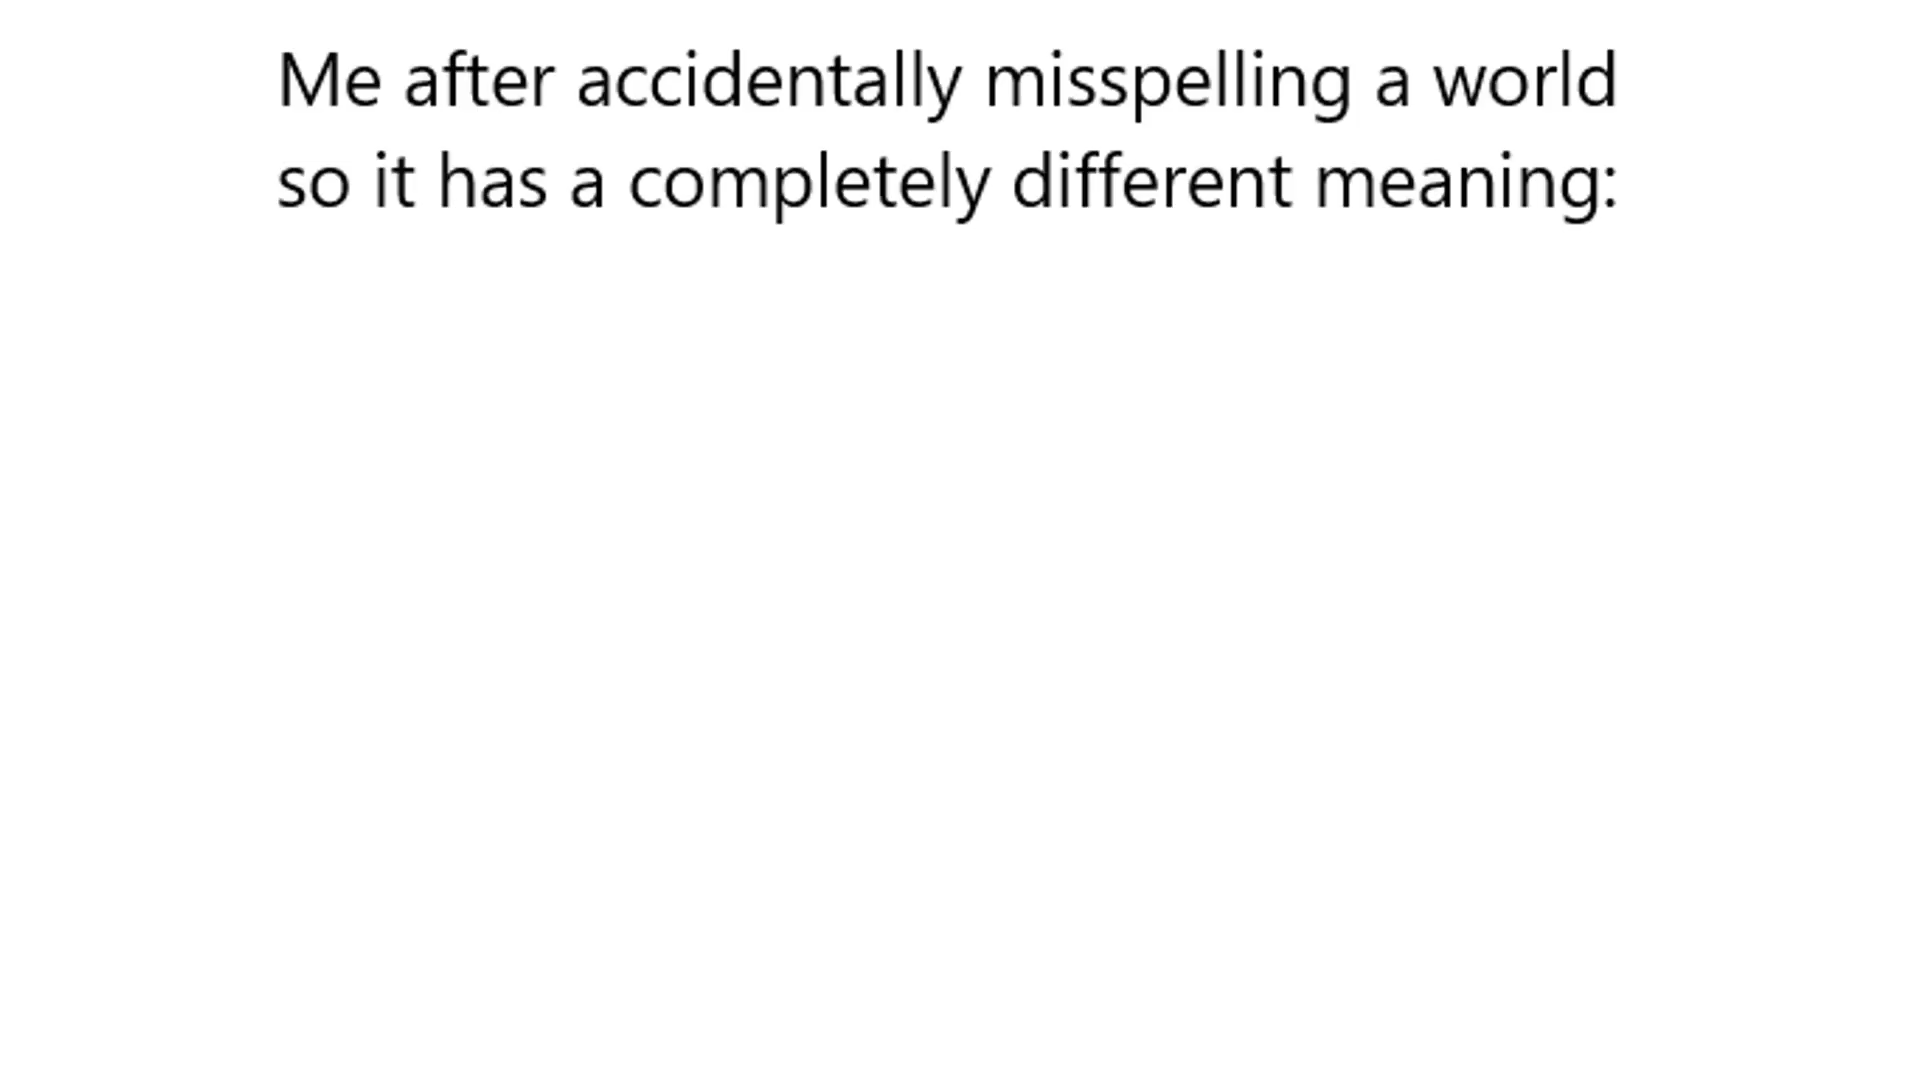 Me after accidentally misspelling a world
so it has a completely different meaning: